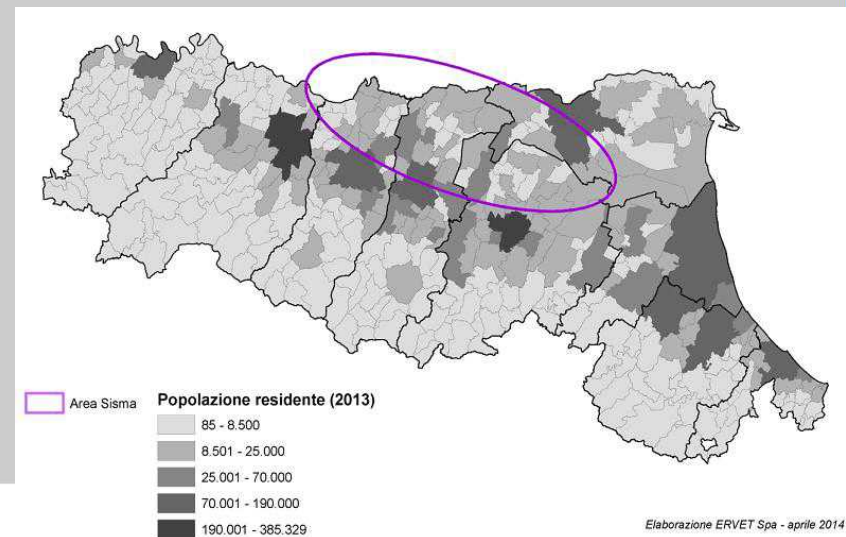 Area Sisma
Popolazione residente (2013)
85 - 8.500
8.501 - 25.000
25.001 - 70.000
70.001 - 190.000
190.001 - 385.329
Elaborazione ERVET Spa - aprile 2014